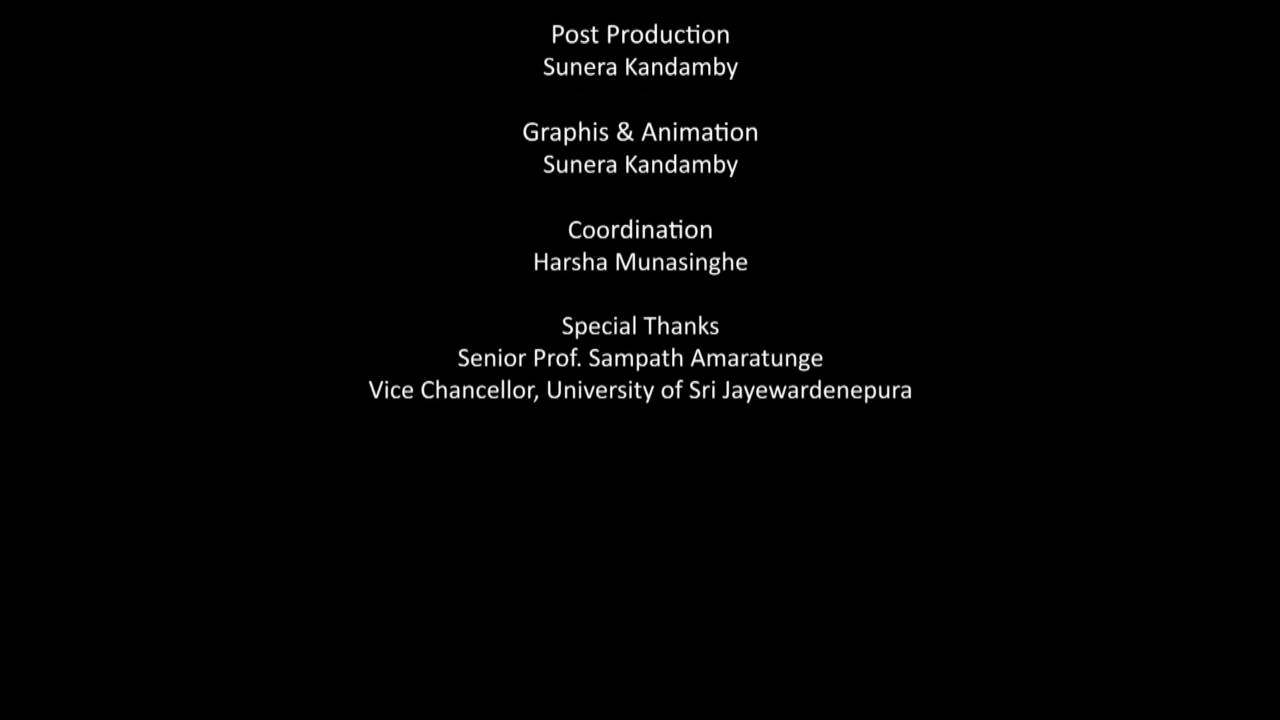 Post Production
Sunera Kandamby
Graphis & Animation
Sunera Kandamby
Coordination
Harsha Munasinghe
Special Thanks
Senior Prof. Sampath Amaratunge
Vice Chancellor, University of Sri Jayewardenepura